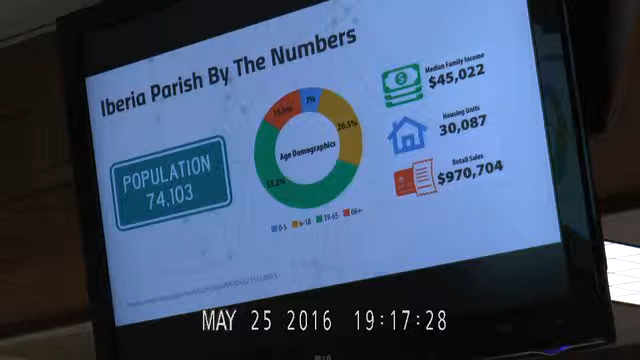 Iberia Parish By The Numbers
POPULATION
74,103
7%
26.5%
Age Demographics
0-5
6-18
19-65
66+
Median Family Income
$45,022
Housing Units
30,087
Retail Sales
$970,704
MAY 25 2016 19:17:28